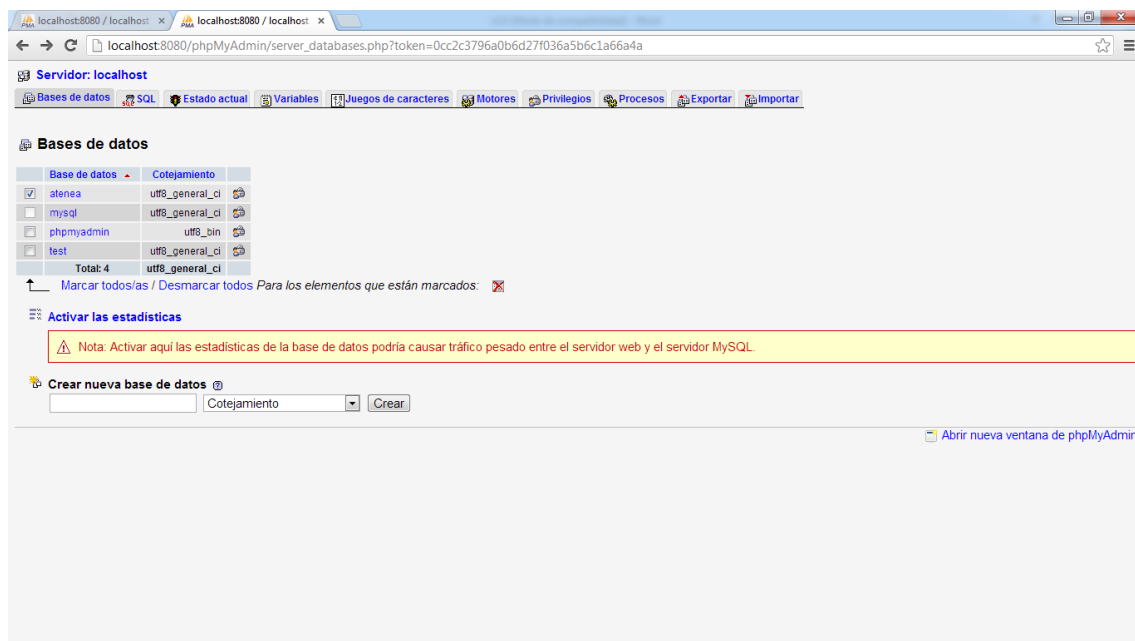 localhost:8080 / localhost
localhost:8080 / localhost
localhost:8080/phpMyAdmin/server_databases.php?token=0cc2c3796a0b6d27f036a5b6c1a66a4a
Servidor: localhost
Bases de datos SQL Estado actual Variables Juegos de caracteres Motores Privilegios Procesos Exportar Importar
Bases de datos
Base de datos Cotejamiento
atenea utf8_general_ci
mysql utf8_general_ci
phpmyadmin utf8_bin
test utf8_general_ci
Total: 4 utf8_general_ci
Marcar todos/as / Desmarcar todos Para los elementos que están marcados:
Activar las estadísticas
Nota: Activar aquí las estadísticas de la base de datos podría causar tráfico pesado entre el servidor web y el servidor MySQL.
Crear nueva base de datos
Cotejamiento Crear
Abrir nueva ventana de phpMyAdmin